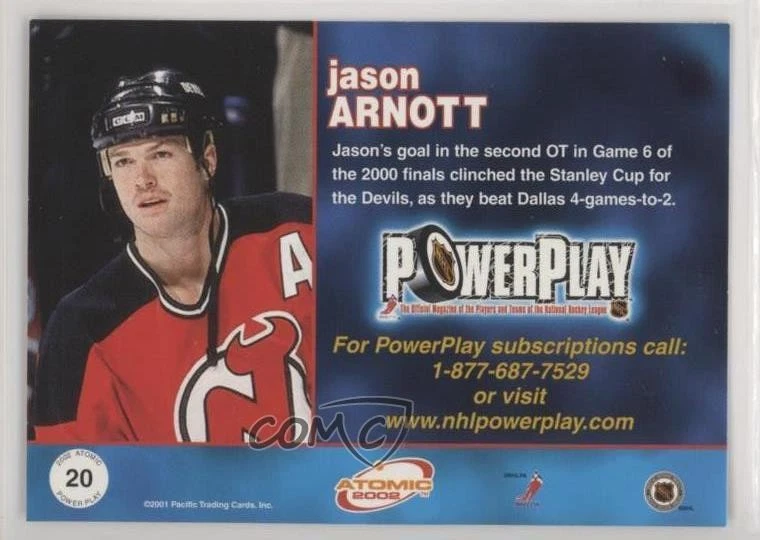 jason
ARNOTT
Jason's goal in the second OT in Game 6 of
the 2000 finals clinched the Stanley Cup for
the Devils, as they beat Dallas 4-games-to-2.
POWERPLAY
The Official Magazine of the Players and Teams of the National Hockey League
For PowerPlay subscriptions call:
1-877-687-7529
or visit
www.nhlpowerplay.com
A
COMC
2002 ATOMIC
20
POWER PLAY
©2001 Pacific Trading Cards, Inc.
ATOMIC
2002
TM
NHLPA